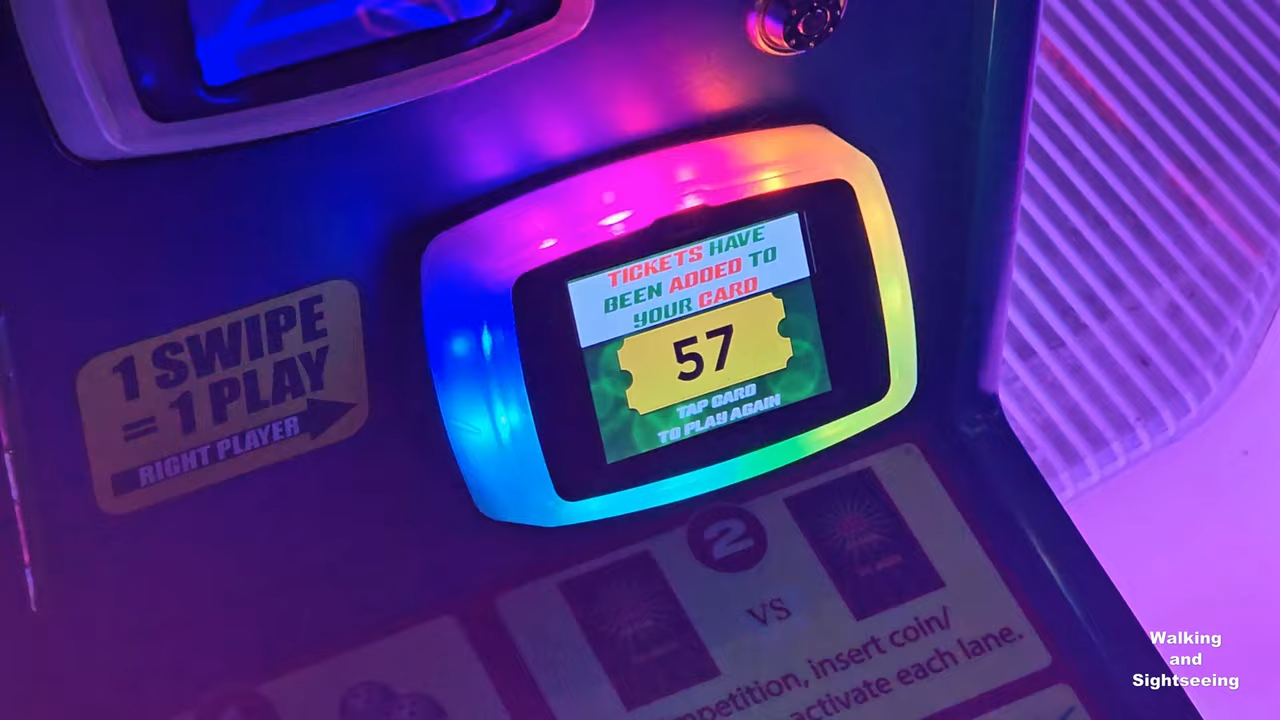 TICKETS HAVE
BEEN ADDED TO
YOUR CARD
57
TAP CARD
TO PLAY AGAIN
1 SWIPE
= 1 PLAY
RIGHT PLAYER
2
VS
insert coin/
activate each lane.
Walking
and
Sightseeing